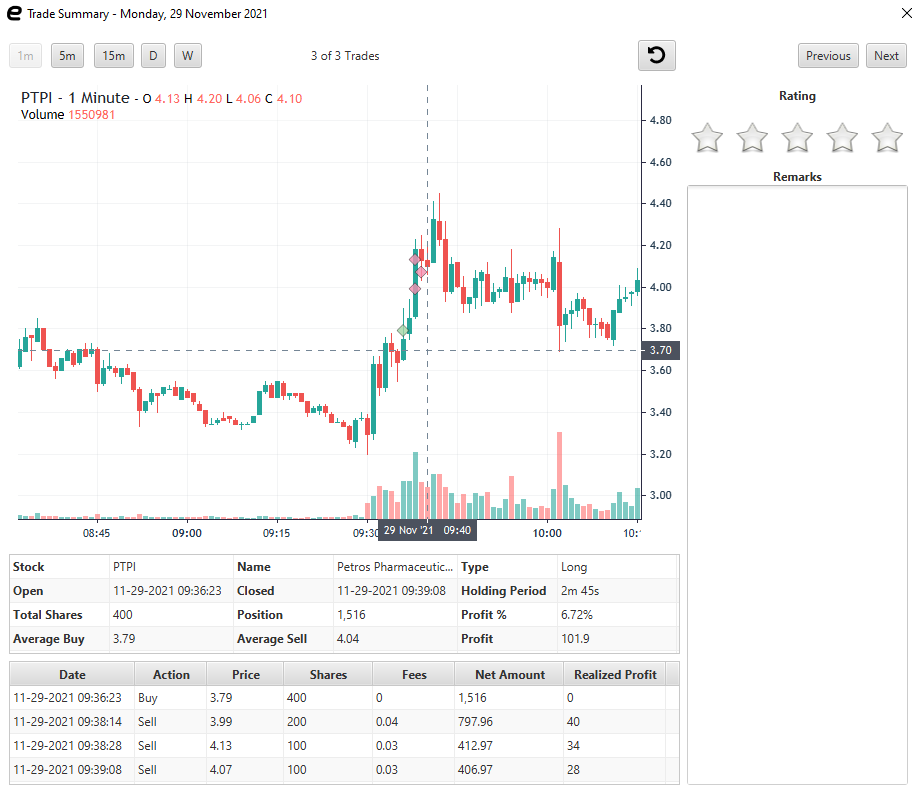 e Trade Summary - Monday, 29 November 2021
1m 5m 15m D W 3 of 3 Trades Previous Next
PTPI - 1 Minute - O 4.13 H 4.20 L 4.06 C 4.10
Volume 1550981
Rating
Remarks
4.80
4.60
4.40
4.20
4.00
3.80
3.70
3.60
3.40
3.20
3.00
08:45 09:00 09:15 09:30 29 Nov '21 09:40 10:00 10:1
Stock PTPI Name Petros Pharmaceutic... Type Long
Open 11-29-2021 09:36:23 Closed 11-29-2021 09:39:08 Holding Period 2m 45s
Total Shares 400 Position 1,516 Profit % 6.72%
Average Buy 3.79 Average Sell 4.04 Profit 101.9
Date Action Price Shares Fees Net Amount Realized Profit
11-29-2021 09:36:23 Buy 3.79 400 0 1,516 0
11-29-2021 09:38:14 Sell 3.99 200 0.04 797.96 40
11-29-2021 09:38:28 Sell 4.13 100 0.03 412.97 34
11-29-2021 09:39:08 Sell 4.07 100 0.03 406.97 28